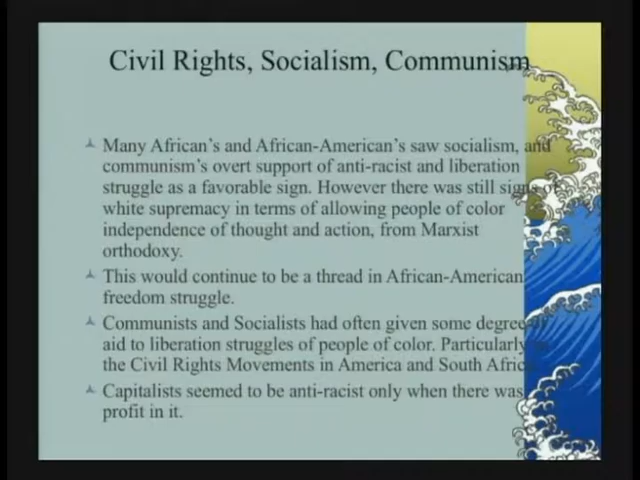 Civil Rights, Socialism, Communism
Many African's and African-American's saw socialism, and
communism's overt support of anti-racist and liberation
struggle as a favorable sign. However there was still signs of
white supremacy in terms of allowing people of color
independence of thought and action, from Marxist
orthodoxy.
This would continue to be a thread in African-American
freedom struggle.
Communists and Socialists had often given some degree
aid to liberation struggles of people of color. Particularly
the Civil Rights Movements in America and South Africa.
Capitalists seemed to be anti-racist only when there was
profit in it.